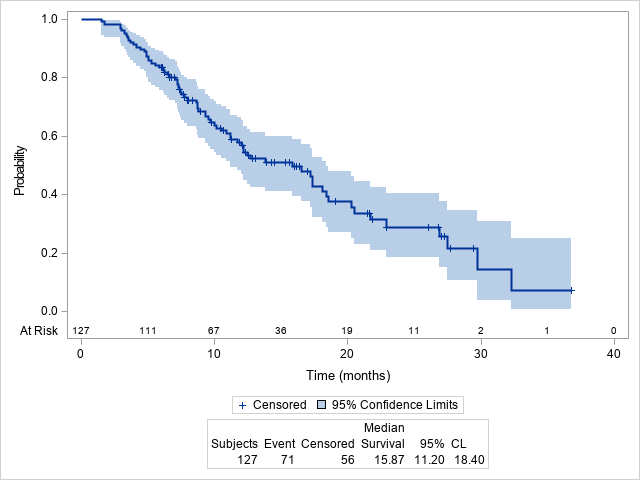 1.0
0.8
0.6
0.4
0.2
0.0
Probability
At Risk 127 111 67 36 19 11 2 1 0
0 10 20 30 40
Time (months)
Censored 95% Confidence Limits
Median
Subjects Event Censored Survival 95% CL
127 71 56 15.87 11.20 18.40